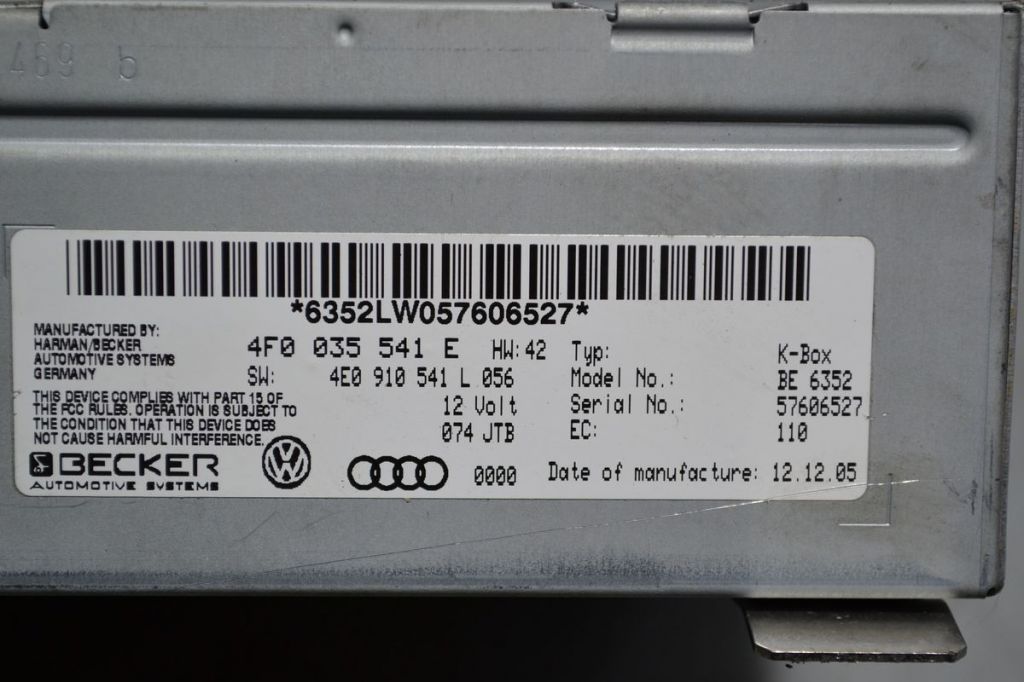 469 b
*6352LW057606527*
MANUFACTURED BY:
HARMAN/BECKER
AUTOMOTIVE SYSTEMS
GERMANY
4F0 035 541 E HW:42 Typ: K-Box
SW: 4E0 910 541 L 056 Model No.: BE 6352
12 Volt Serial No.: 57606527
074 JTB EC: 110
THIS DEVICE COMPLIES WITH PART 15 OF
THE FCC RULES. OPERATION IS SUBJECT TO
THE CONDITION THAT THIS DEVICE DOES
NOT CAUSE HARMFUL INTERFERENCE.
BECKER
AUTOMOTIVE SYSTEMS
VW
0000 Date of manufacture: 12.12.05